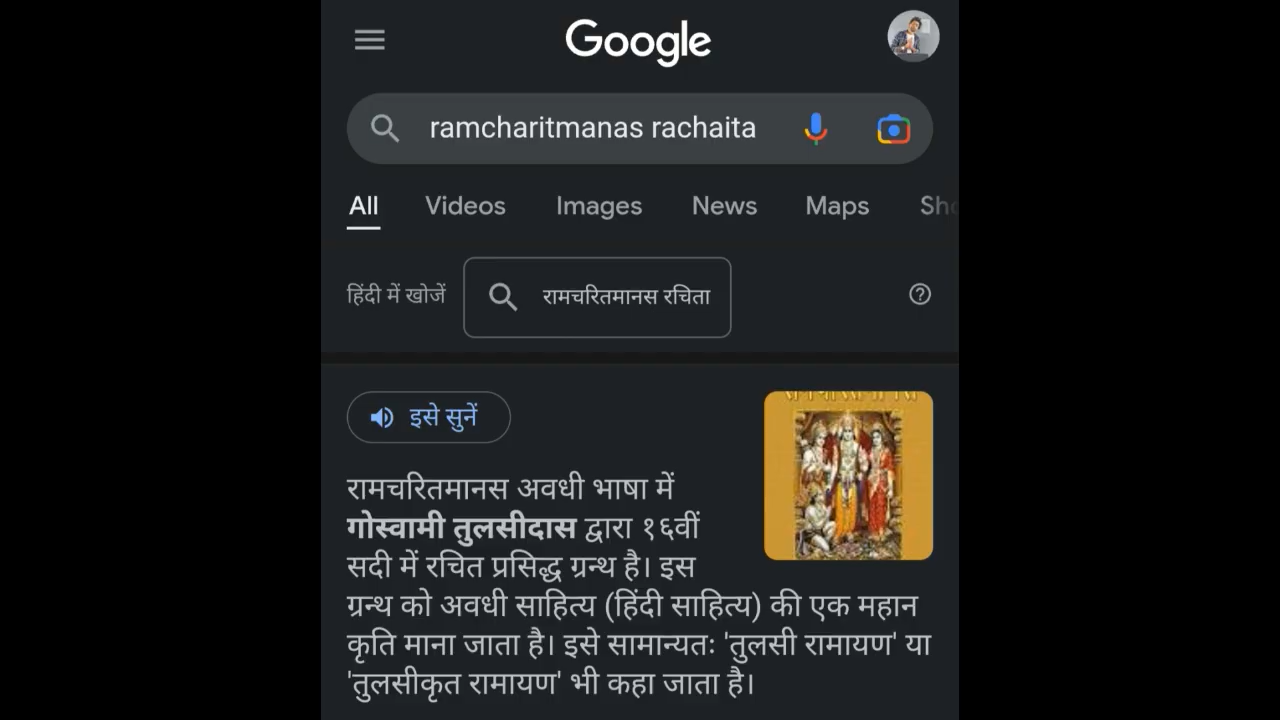 Google
ramcharitmanas rachaita
All Videos Images News Maps
हिंदी में खोजें रामचरितमानस रचिता
इसे सुनें
रामचरितमानस अवधी भाषा में
गोस्वामी तुलसीदास द्वारा १६वीं
सदी में रचित प्रसिद्ध ग्रन्थ है। इस
ग्रन्थ को अवधी साहित्य (हिंदी साहित्य) की एक महान
कृति माना जाता है। इसे सामान्यतः 'तुलसी रामायण' या
'तुलसीकृत रामायण' भी कहा जाता है।